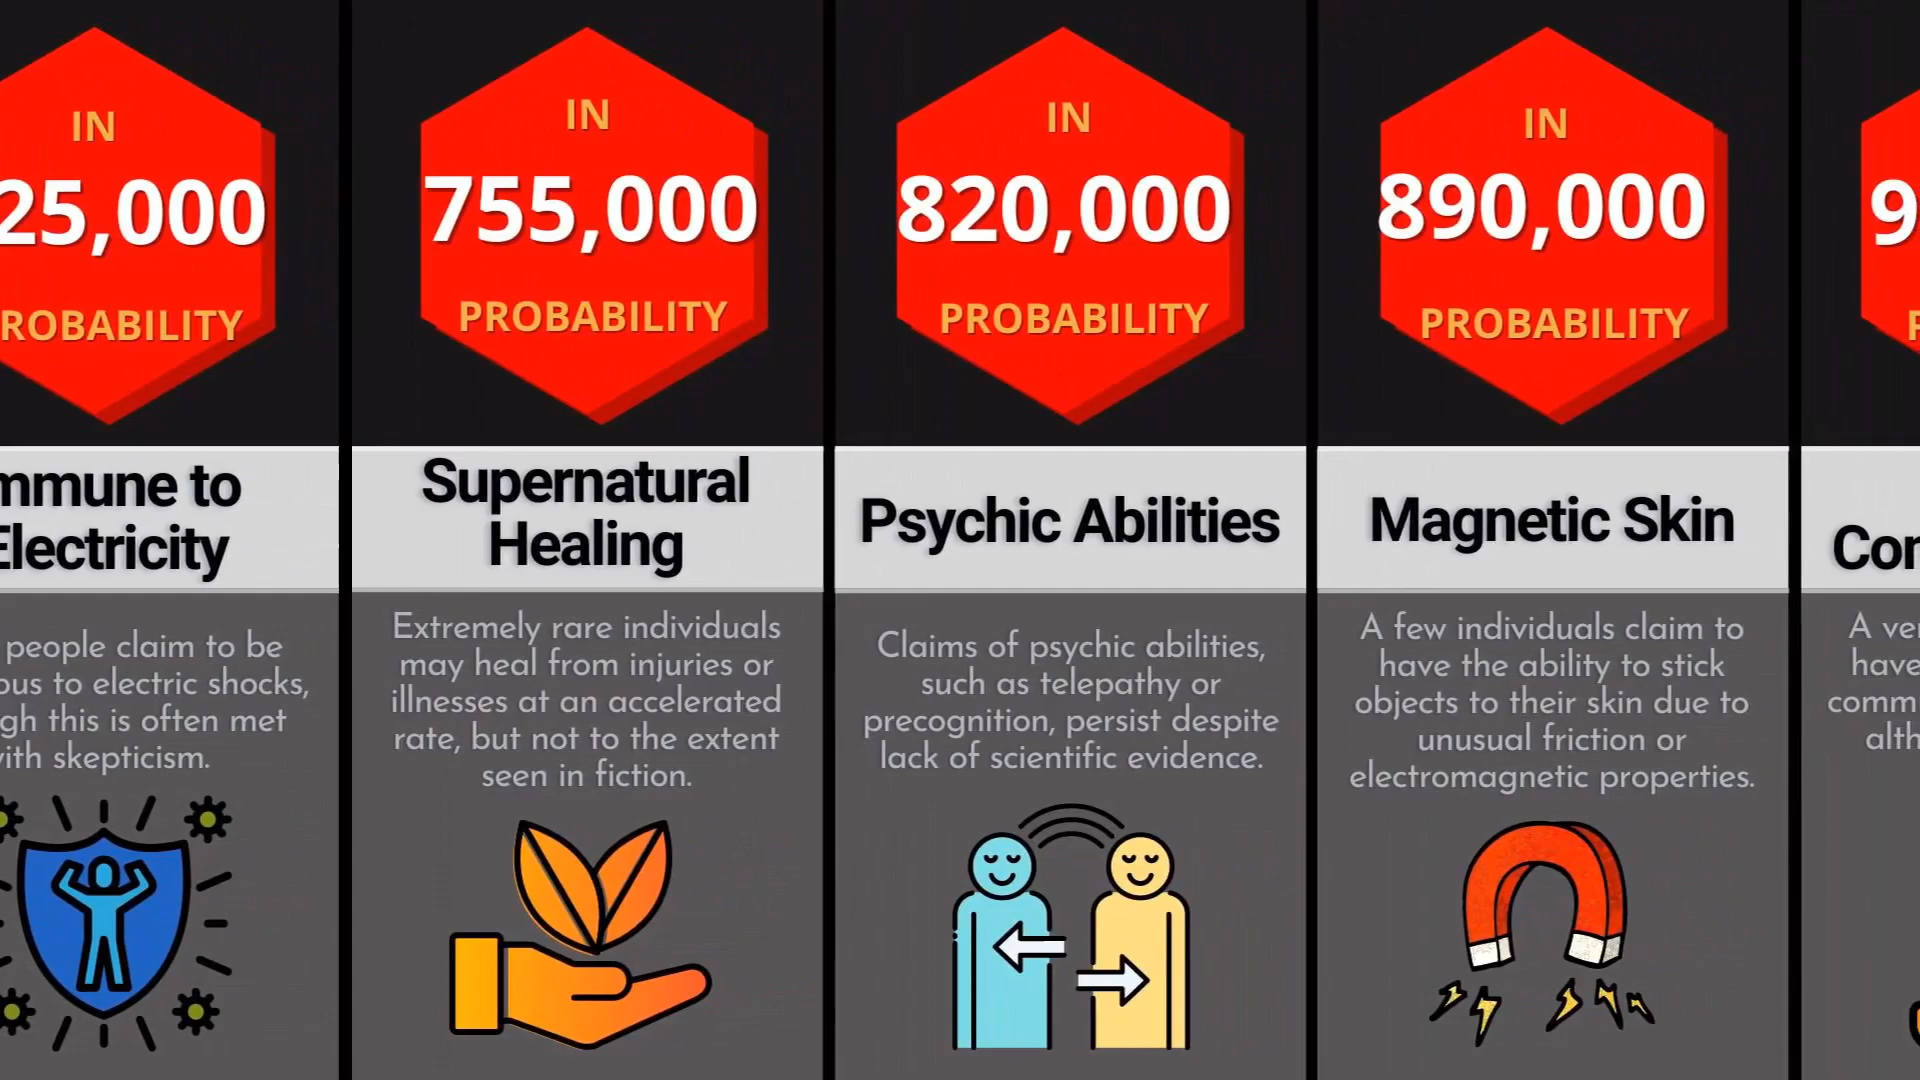 IN
25,000
ROBABILITY
mmune to
Electricity
people claim to be
ous to electric shocks,
gh this is often met
with skepticism.
IN
755,000
PROBABILITY
Supernatural
Healing
Extremely rare individuals
may heal from injuries or
illnesses at an accelerated
rate, but not to the extent
seen in fiction.
IN
820,000
PROBABILITY
Psychic Abilities
Claims of psychic abilities,
such as telepathy or
precognition, persist despite
lack of scientific evidence.
IN
890,000
PROBABILITY
Magnetic Skin
A few individuals claim to
have the ability to stick
objects to their skin due to
unusual friction or
electromagnetic properties.
9
P
Con
A ver
have
comm
alth